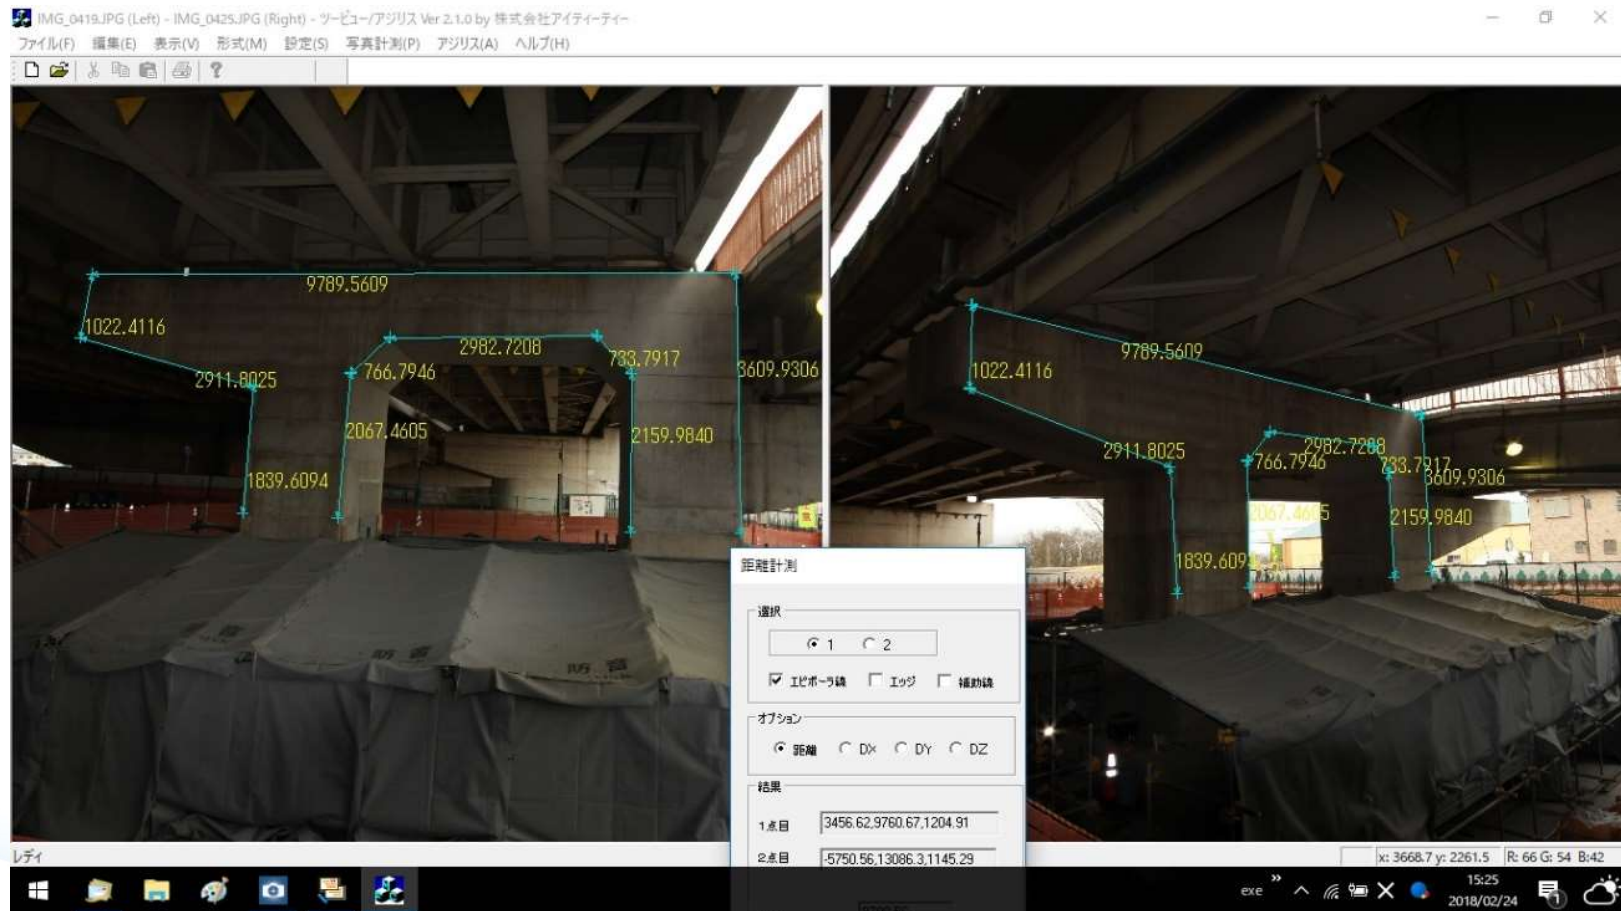 IMG_0419.JPG (Left) - IMG_0425.JPG (Right) - ツービュー/アジリス Ver 2.1.0 by 株式会社アイティーティー
ファイル(F) 編集(E) 表示(V) 形式(M) 設定(S) 写真計測(P) アジリス(A) ヘルプ(H)
9789.5609
1022.4116
2982.7208
733.7917
2911.8025
766.7946
3609.9306
2067.4605
2159.9840
1839.6094
防音
防音
9789.5609
1022.4116
2911.8025
2982.7208
766.7946
733.7917
3609.9306
2067.4605
2159.9840
1839.6094
距離計測
選択
1 2
エピポーラ線 エッジ 補助線
オプション
距離 DX DY DZ
結果
1点目 3456.62,9760.67,1204.91
2点目 -5750.56,13086.3,1145.29
レディ
x: 3668.7 y: 2261.5 R: 66 G: 54 B:42
exe
15:25
2018/02/24
1